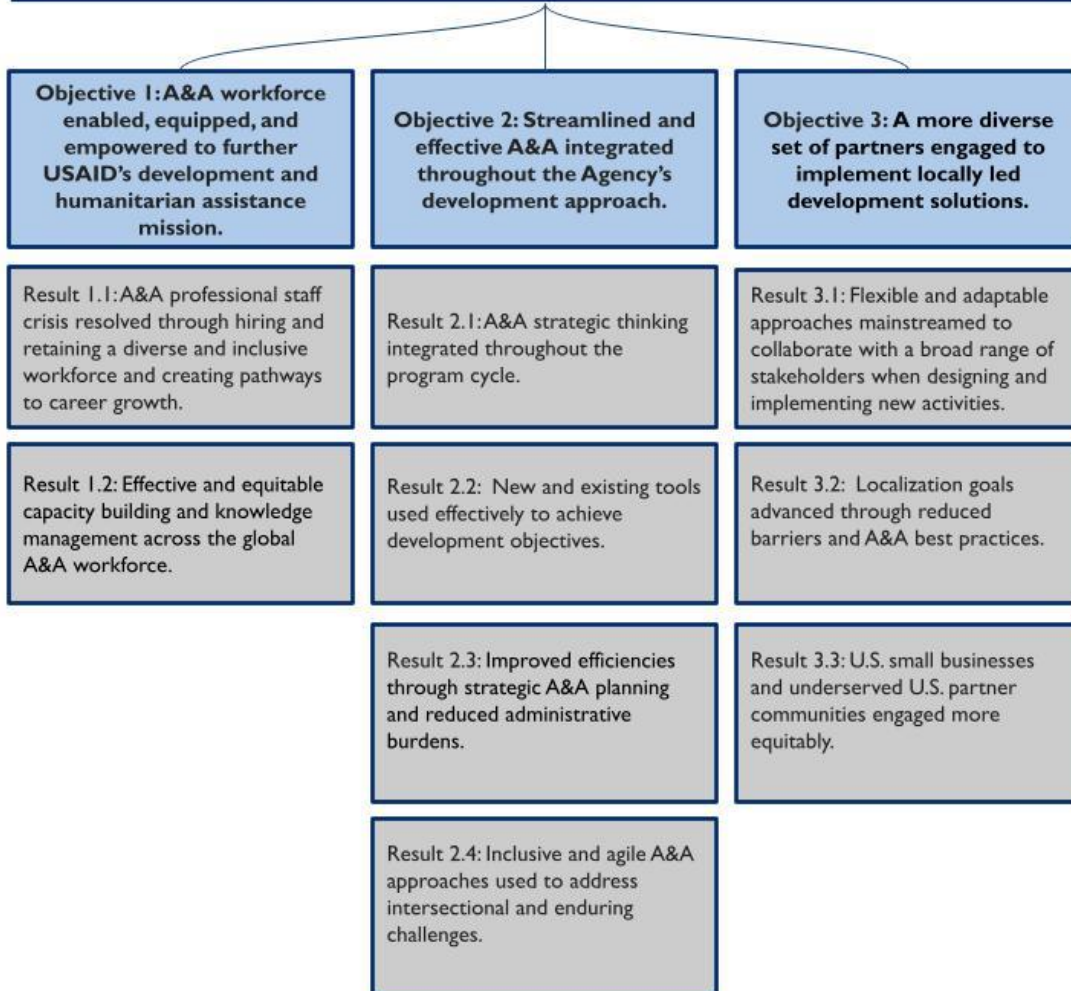 Objective 1: A&A workforce
enabled, equipped, and
empowered to further
USAID's development and
humanitarian assistance
mission.
Result 1.1: A&A professional staff
crisis resolved through hiring and
retaining a diverse and inclusive
workforce and creating pathways
to career growth.
Result 1.2: Effective and equitable
capacity building and knowledge
management across the global
A&A workforce.
Objective 2: Streamlined and
effective A&A integrated
throughout the Agency's
development approach.
Result 2.1: A&A strategic thinking
integrated throughout the
program cycle.
Result 2.2: New and existing tools
used effectively to achieve
development objectives.
Result 2.3: Improved efficiencies
through strategic A&A planning
and reduced administrative
burdens.
Result 2.4: Inclusive and agile A&A
approaches used to address
intersectional and enduring
challenges.
Objective 3: A more diverse
set of partners engaged to
implement locally led
development solutions.
Result 3.1: Flexible and adaptable
approaches mainstreamed to
collaborate with a broad range of
stakeholders when designing and
implementing new activities.
Result 3.2: Localization goals
advanced through reduced
barriers and A&A best practices.
Result 3.3: U.S. small businesses
and underserved U.S. partner
communities engaged more
equitably.